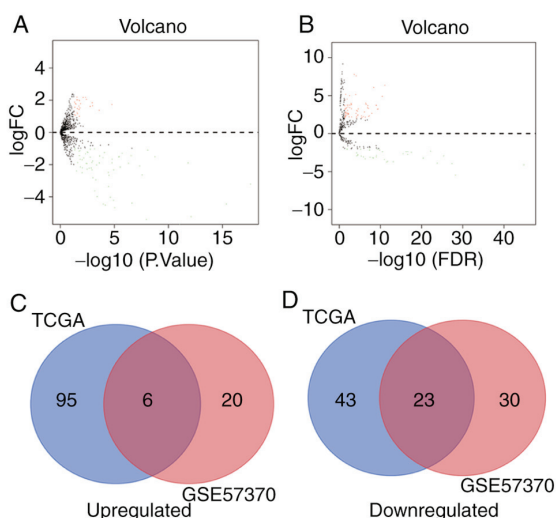 A
Volcano
4
2
0
−2
−4
logFC
0
5
10
15
−log10 (P.Value)
B
Volcano
10
5
0
−5
−10
logFC
0
10
20
30
40
−log10 (FDR)
C
TCGA
95
6
20
GSE57370
Upregulated
D
TCGA
43
23
30
GSE57370
Downregulated